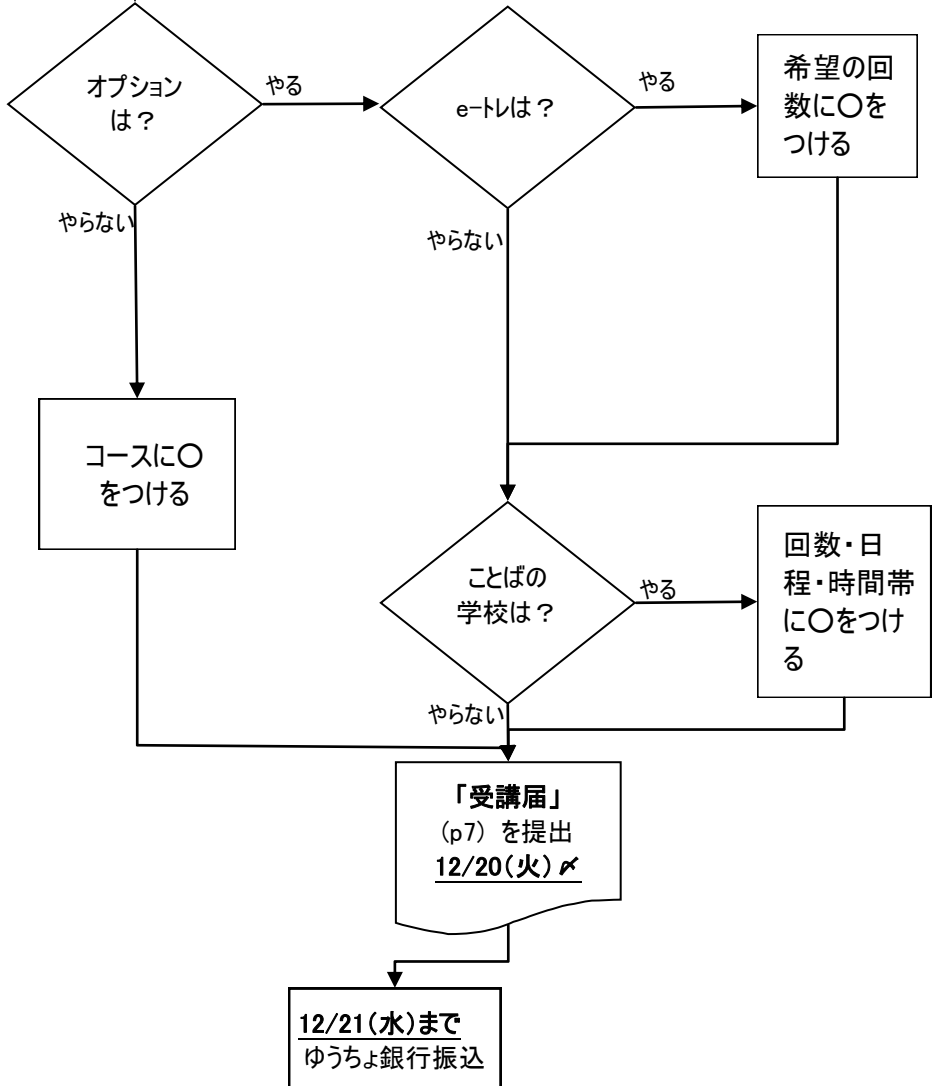 オプション
は？
やる
e-トレは？
やる
希望の回
数に〇を
つける
やらない
やらない
コースに〇
をつける
ことばの
学校は？
やる
回数・日
程・時間帯
に〇をつけ
る
やらない
「受講届」
(p7) を提出
12/20(火)〆
12/21(水)まで
ゆうちょ銀行振込